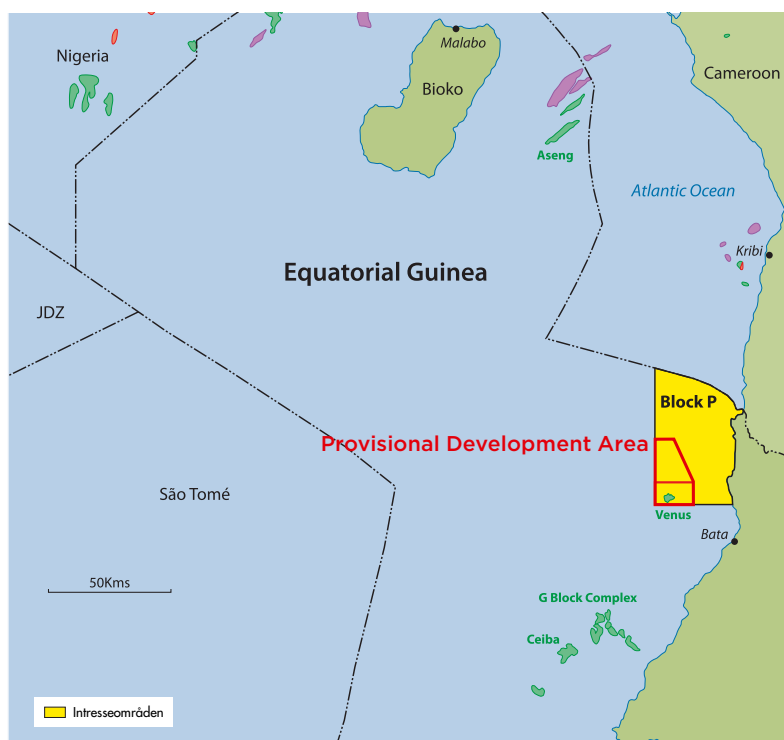 Malabo
Nigeria
Cameroon
Bioko
Aseng
Atlantic Ocean
Kribi
Equatorial Guinea
JDZ
Block P
Provisional Development Area
São Tomé
Venus
Bata
50Kms
G Block Complex
Ceiba
Intresseområden